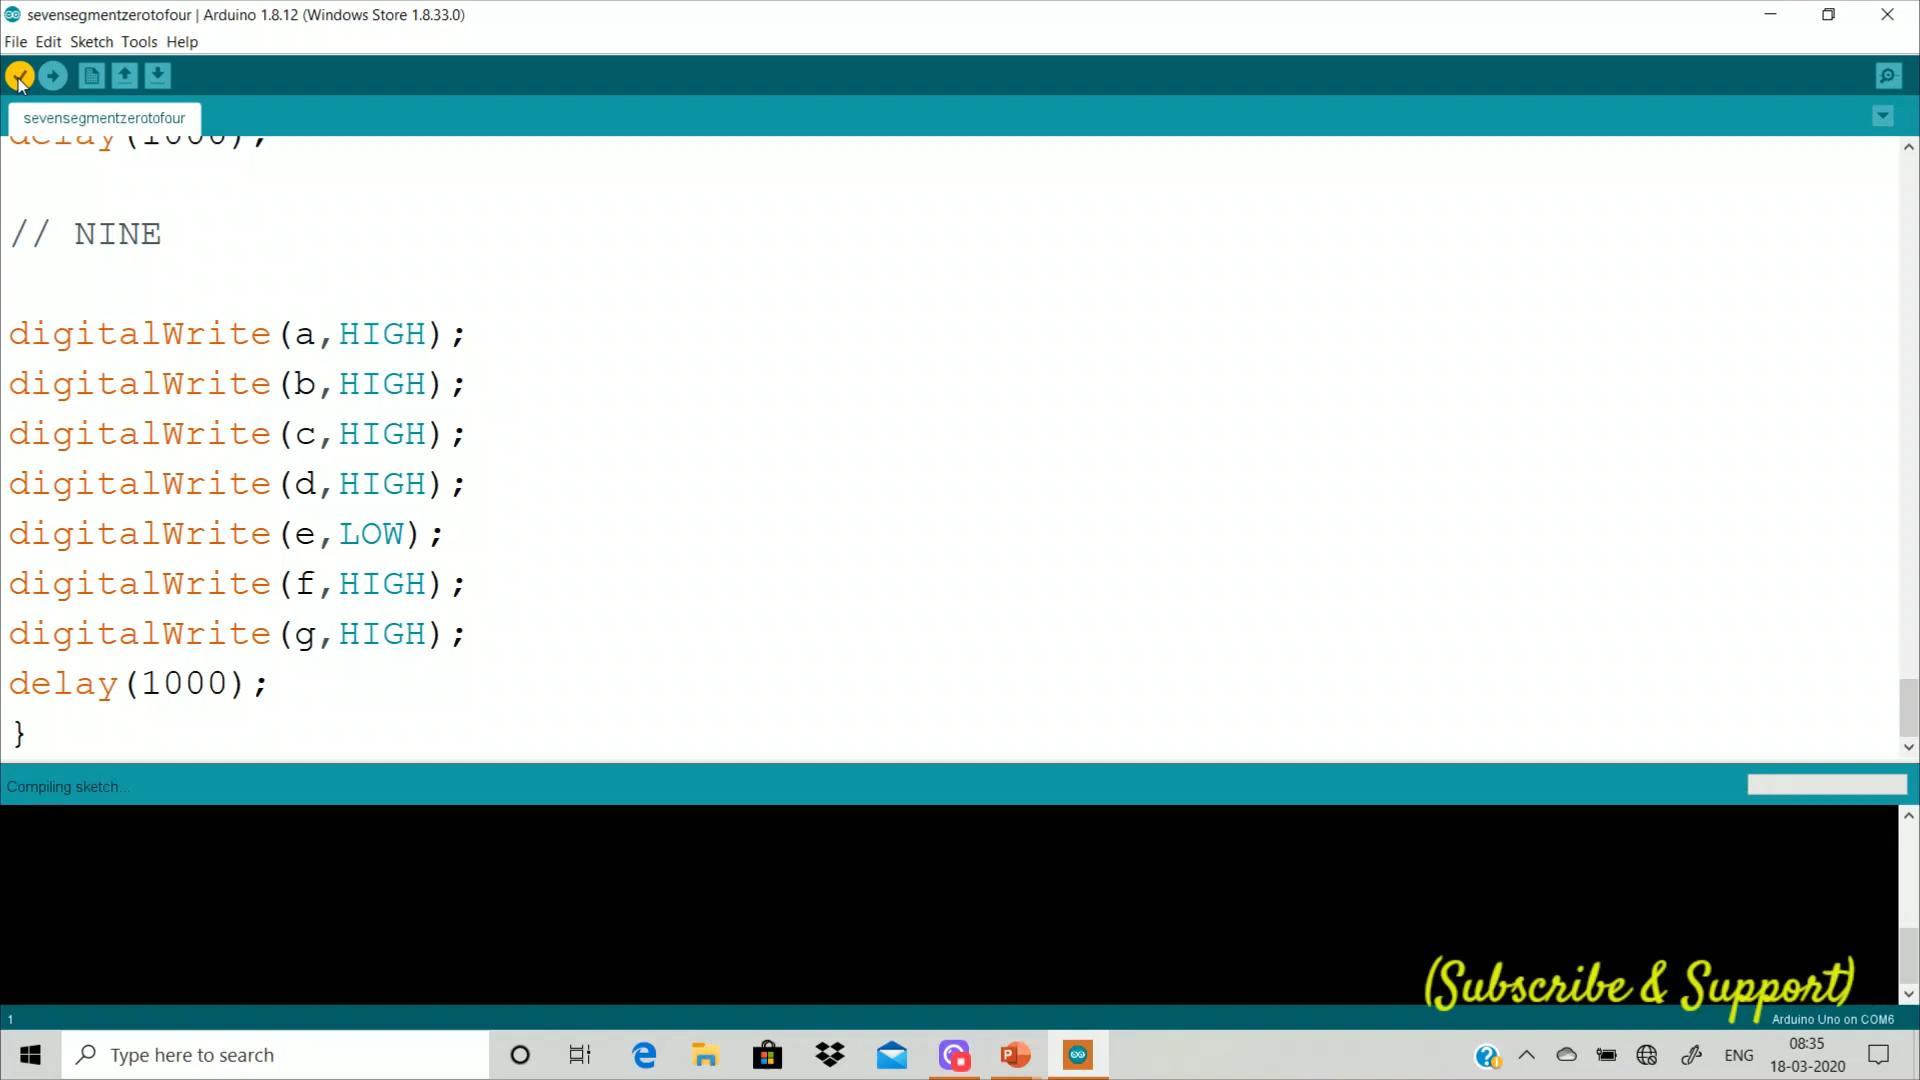 sevensegmentzerotofour | Arduino 1.8.12 (Windows Store 1.8.33.0)
File Edit Sketch Tools Help
sevensegmentzerotofour
delay(1000);
// NINE
digitalWrite(a,HIGH);
digitalWrite(b,HIGH);
digitalWrite(c,HIGH);
digitalWrite(d,HIGH);
digitalWrite(e,LOW);
digitalWrite(f,HIGH);
digitalWrite(g,HIGH);
delay(1000);
}
Compiling sketch...
(Subscribe & Support)
1
Arduino Uno on COM6
Type here to search
ENG
08:35
18-03-2020